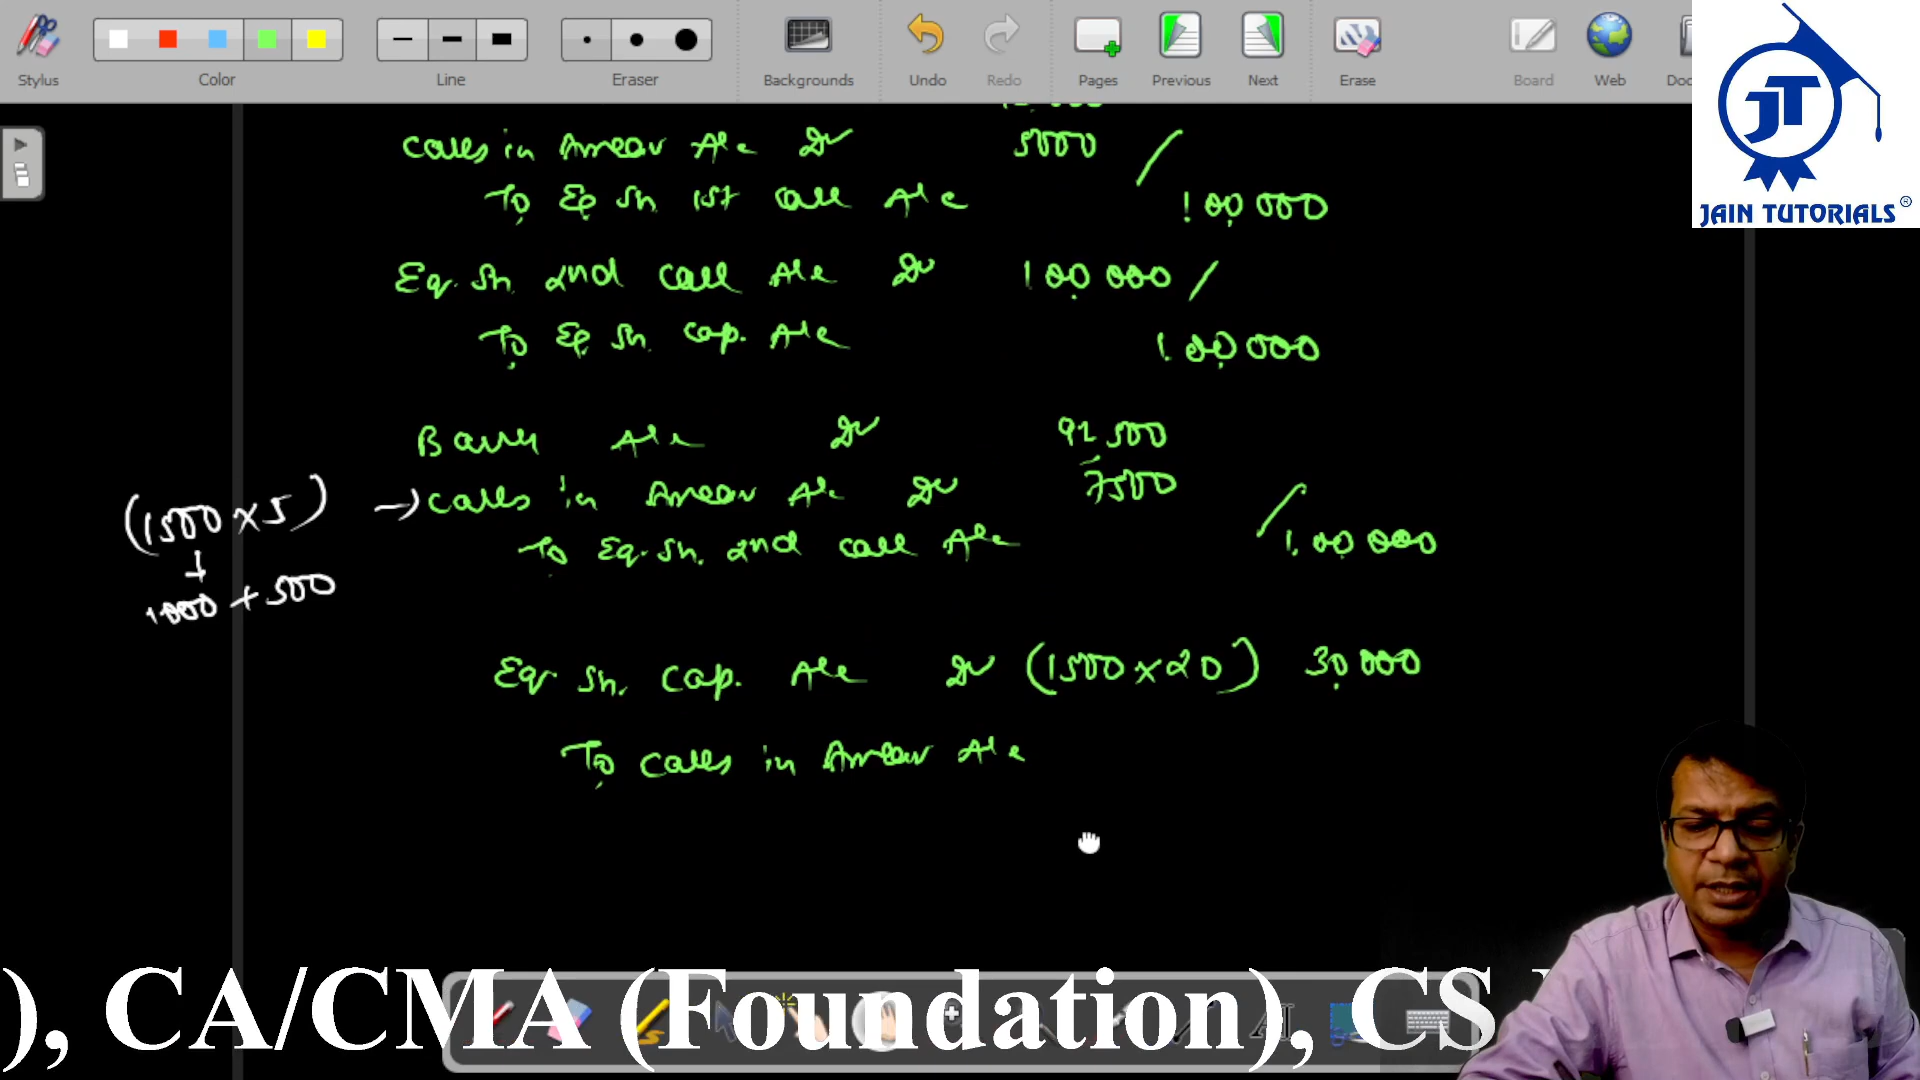 Stylus Color Line Eraser Backgrounds Undo Redo Pages Previous Next Erase Board Web
JT
JAIN TUTORIALS®
Calls in Arrear A/c Dr 5000
To Eq Sh 1st call A/c 1,00,000
Eq. Sh. 2nd call A/c Dr 1,00,000
To Eq. Sh. Cap. A/c 1,00,000
Bank A/c Dr 92,500
(1500 x 5) → Calls in Arrear A/c Dr 7500
To Eq. Sh. 2nd call A/c 1,00,000
1000 + 500
Eq. Sh. Cap. A/c Dr (1500 x 20) 30,000
To Calls in Arrear A/c
), CA/CMA (Foundation), CS